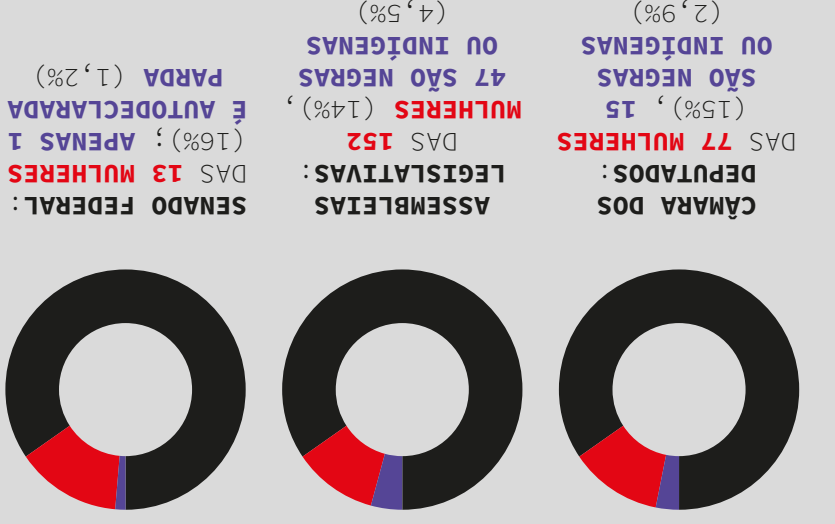 CÂMARA DOS
DEPUTADOS:
DAS 77 MULHERES
(15%), 15
SÃO NEGRAS
OU INDÍGENAS
(2,9%)
ASSEMBLEIAS
LEGISLATIVAS:
DAS 152
MULHERES (14%),
47 SÃO NEGRAS
OU INDÍGENAS
(4,5%)
SENADO FEDERAL:
DAS 13 MULHERES
(16%); APENAS 1
É AUTODECLARADA
PARDA (1,2%)